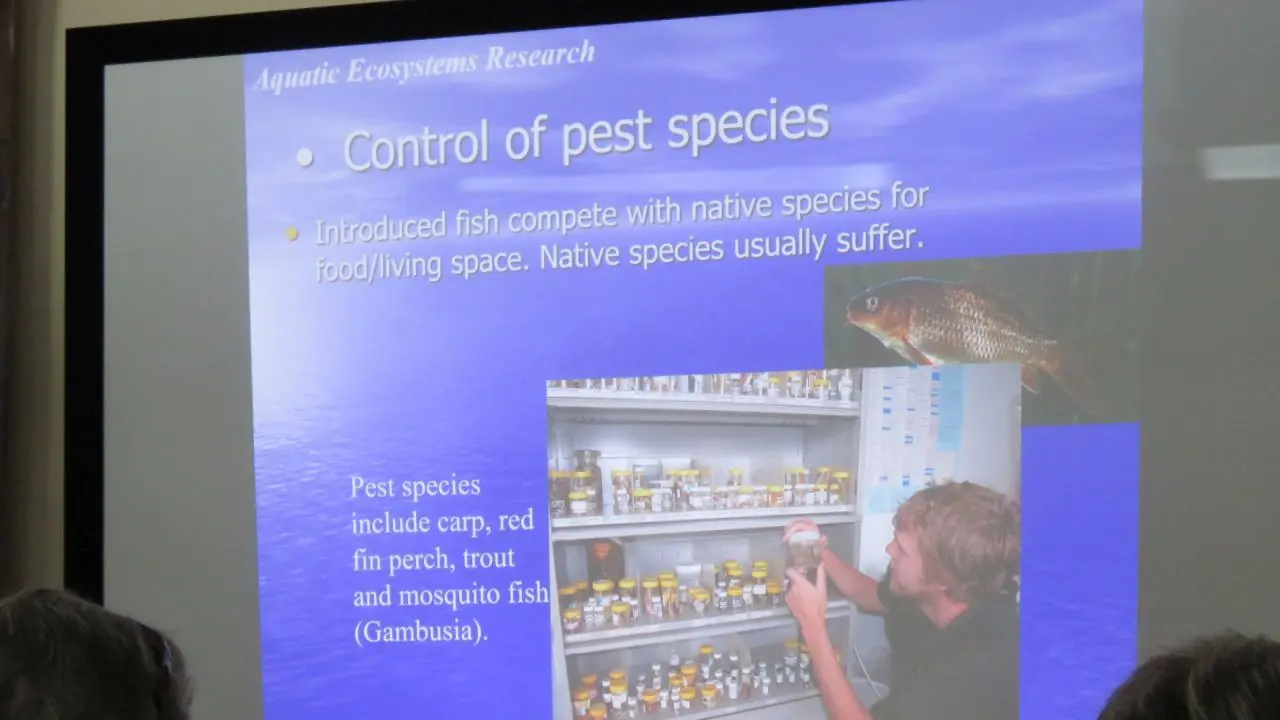 Aquatic Ecosystems Research
• Control of pest species
• Introduced fish compete with native species for
food/living space. Native species usually suffer.
Pest species
include carp, red
fin perch, trout
and mosquito fish
(Gambusia).